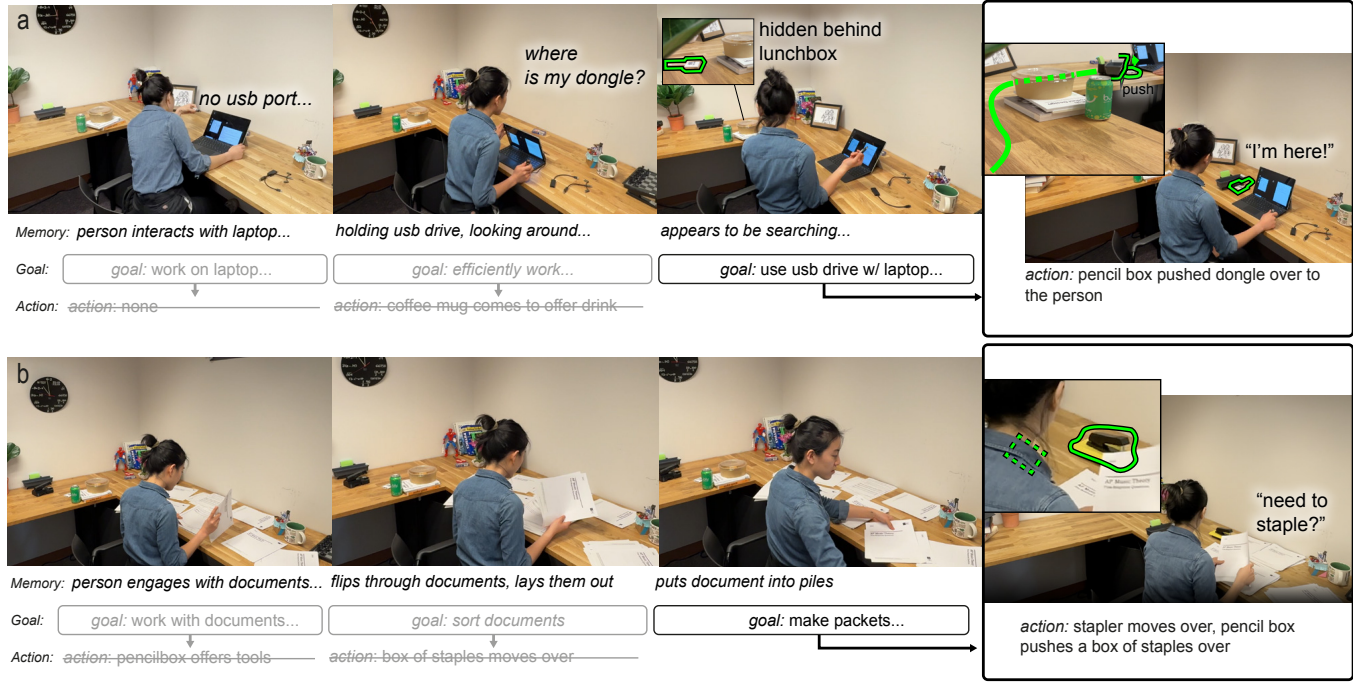 a
no usb port...
where
is my dongle?
hidden behind
lunchbox
push
“I’m here!”
Memory: person interacts with laptop...
holding usb drive, looking around...
appears to be searching...
Goal:
goal: work on laptop...
goal: efficiently work...
goal: use usb drive w/ laptop...
Action:
action: none
action: coffee mug comes to offer drink
action: pencil box pushed dongle over to
the person
b
AP Music Theory
“need to
staple?”
Memory: person engages with documents...
flips through documents, lays them out
puts document into piles
Goal:
goal: work with documents...
goal: sort documents
goal: make packets...
Action:
action: pencilbox offers tools
action: box of staples moves over
action: stapler moves over, pencil box
pushes a box of staples over